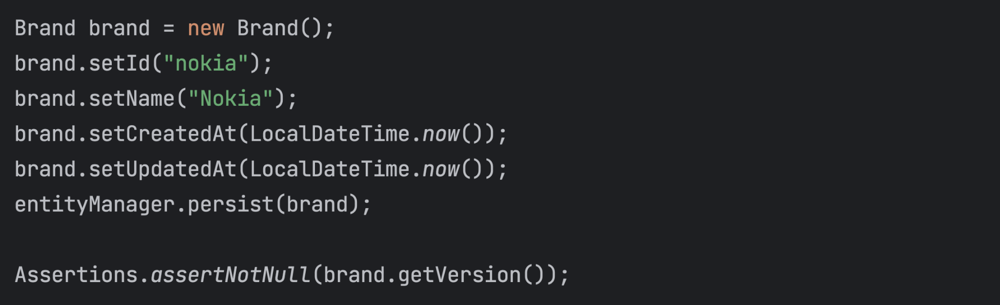 Brand brand = new Brand();
brand.setId("nokia");
brand.setName("Nokia");
brand.setCreatedAt(LocalDateTime.now());
brand.setUpdatedAt(LocalDateTime.now());
entityManager.persist(brand);
Assertions.assertNotNull(brand.getVersion());